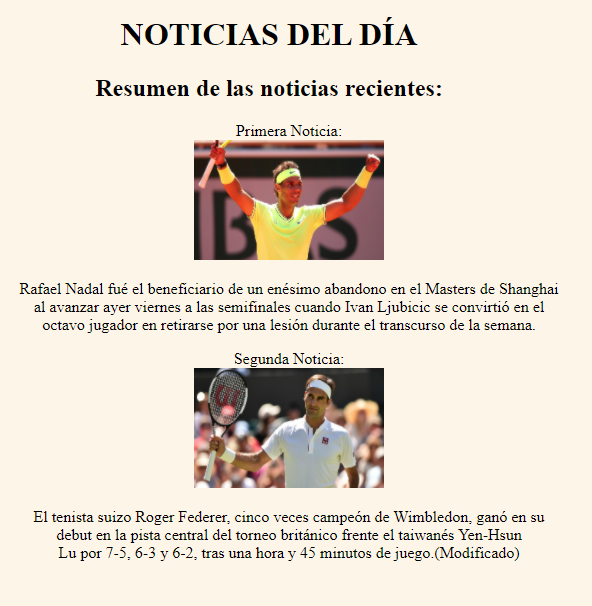 NOTICIAS DEL DÍA
Resumen de las noticias recientes:
Primera Noticia:
Rafael Nadal fué el beneficiario de un enésimo abandono en el Masters de Shanghai
al avanzar ayer viernes a las semifinales cuando Ivan Ljubicic se convirtió en el
octavo jugador en retirarse por una lesión durante el transcurso de la semana.
Segunda Noticia:
El tenista suizo Roger Federer, cinco veces campeón de Wimbledon, ganó en su
debut en la pista central del torneo británico frente el taiwanés Yen-Hsun
Lu por 7-5, 6-3 y 6-2, tras una hora y 45 minutos de juego.(Modificado)